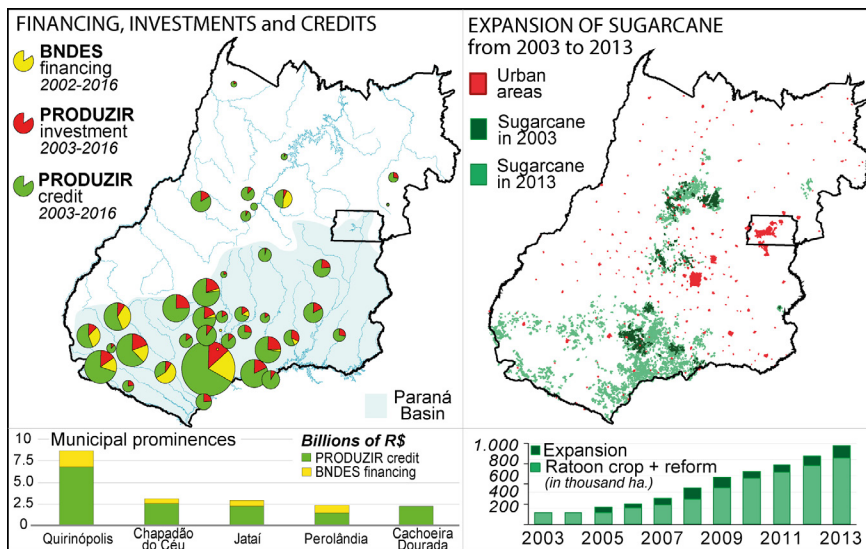 FINANCING, INVESTMENTS and CREDITS
BNDES
financing
2002-2016
PRODUZIR
investment
2003-2016
PRODUZIR
credit
2003-2016
Paraná
Basin
EXPANSION OF SUGARCANE
from 2003 to 2013
Urban
areas
Sugarcane
in 2003
Sugarcane
in 2013
Municipal prominences
Billions of R$
PRODUZIR credit
BNDES financing
10
7.5
5
2.5
0
Quirinópolis
Chapadão
do Céu
Jataí
Perolândia
Cachoeira
Dourada
1.000
800
600
400
200
Expansion
Ratoon crop + reform
(in thousand ha.)
2003 2005 2007 2009 2011 2013